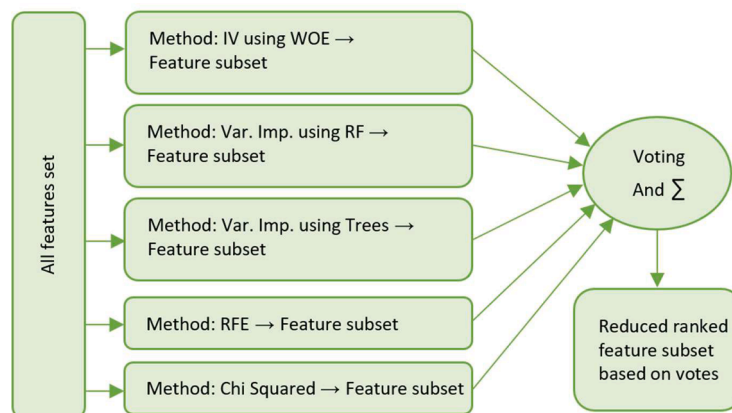 All features set
Method: IV using WOE →
Feature subset
Method: Var. Imp. using RF →
Feature subset
Method: Var. Imp. using Trees →
Feature subset
Method: RFE → Feature subset
Method: Chi Squared → Feature subset
Voting
And ∑
Reduced ranked
feature subset
based on votes